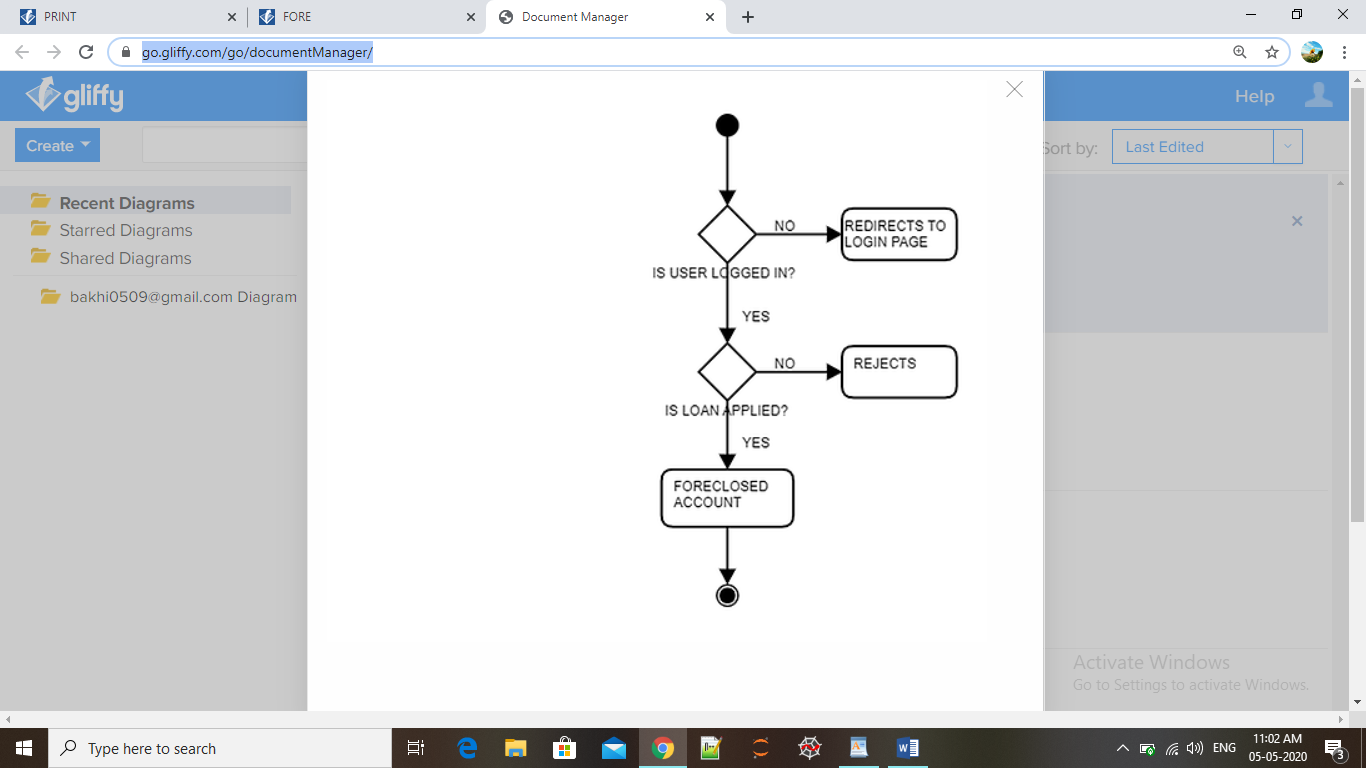 PRINT
FORE
Document Manager
go.gliffy.com/go/documentManager/
gliffy
Help
Create
Sort by:
Last Edited
Recent Diagrams
Starred Diagrams
Shared Diagrams
bakhi0509@gmail.com Diagram
NO
REDIRECTS TO
LOGIN PAGE
IS USER LOGGED IN?
YES
NO
REJECTS
IS LOAN APPLIED?
YES
FORECLOSED
ACCOUNT
Activate Windows
Go to Settings to activate Windows.
Type here to search
ENG
11:02 AM
05-05-2020
3